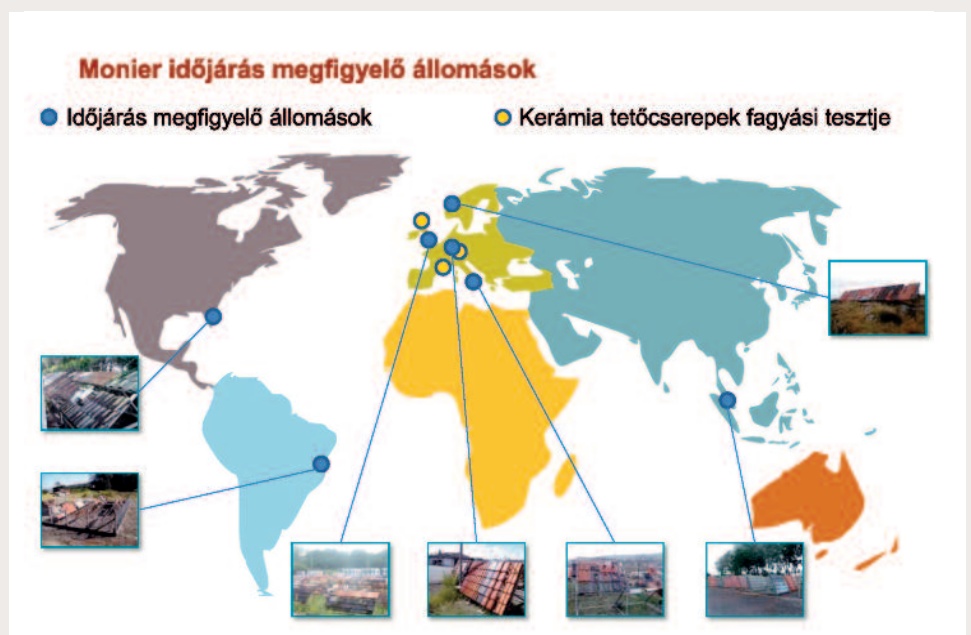 Monier időjárás megfigyelő állomások
Időjárás megfigyelő állomások
Kerámia tetőcserepek fagyási tesztje